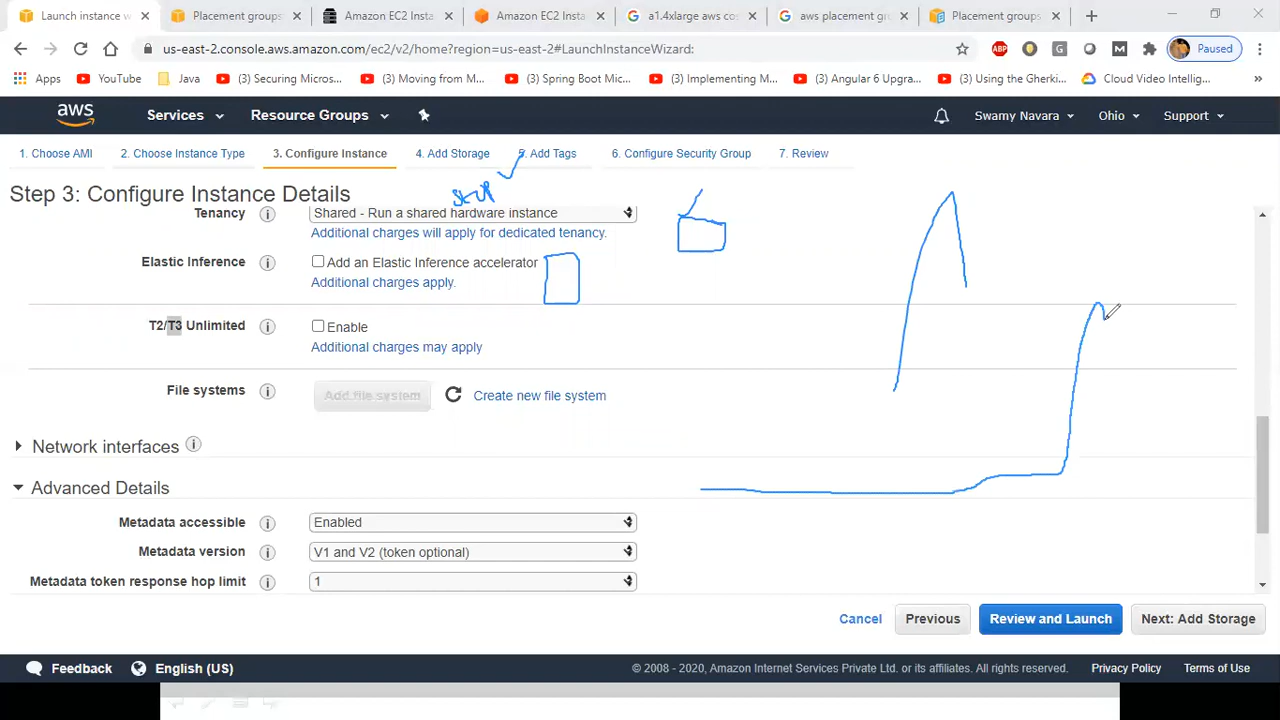 Launch instance w
Placement groups
Amazon EC2 Insta
Amazon EC2 Insta
a1.4xlarge aws cos
aws placement gro
Placement groups
us-east-2.console.aws.amazon.com/ec2/v2/home?region=us-east-2#LaunchInstanceWizard:
ABP
G
M
Paused
Apps
YouTube
Java
(3) Securing Micros...
(3) Moving from M...
(3) Spring Boot Mic...
(3) Implementing M...
(3) Angular 6 Upgra...
(3) Using the Gherki...
Cloud Video Intellig...
»
aws
Services
Resource Groups
Swamy Navara
Ohio
Support
1. Choose AMI
2. Choose Instance Type
3. Configure Instance
4. Add Storage
5. Add Tags
6. Configure Security Group
7. Review
Step 3: Configure Instance Details
Tenancy
Shared - Run a shared hardware instance
Additional charges will apply for dedicated tenancy.
Elastic Inference
Add an Elastic Inference accelerator
Additional charges apply.
T2/T3 Unlimited
Enable
Additional charges may apply
File systems
Add file system
Create new file system
Network interfaces
Advanced Details
Metadata accessible
Enabled
Metadata version
V1 and V2 (token optional)
Metadata token response hop limit
1
Cancel
Previous
Review and Launch
Next: Add Storage
Feedback
English (US)
© 2008 - 2020, Amazon Internet Services Private Ltd. or its affiliates. All rights reserved.
Privacy Policy
Terms of Use